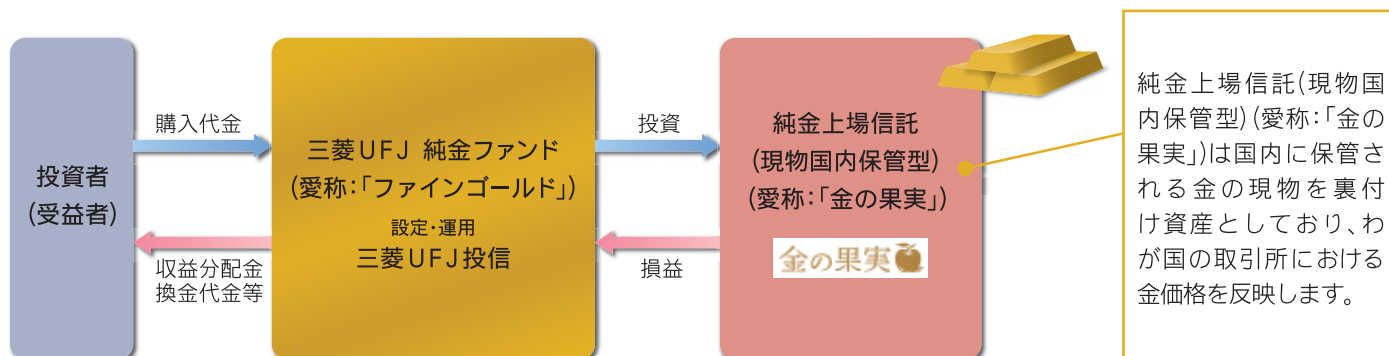 投資者
(受益者)
購入代金
収益分配金
換金代金等
三菱UFJ 純金ファンド
(愛称:「ファインゴールド」)
設定・運用
三菱UFJ投信
投資
損益
純金上場信託
(現物国内保管型)
(愛称:「金の果実」)
金の果実
純金上場信託(現物国
内保管型)(愛称:「金の
果実」)は国内に保管さ
れる金の現物を裏付
け資産としており、わ
が国の取引所における
金価格を反映します。